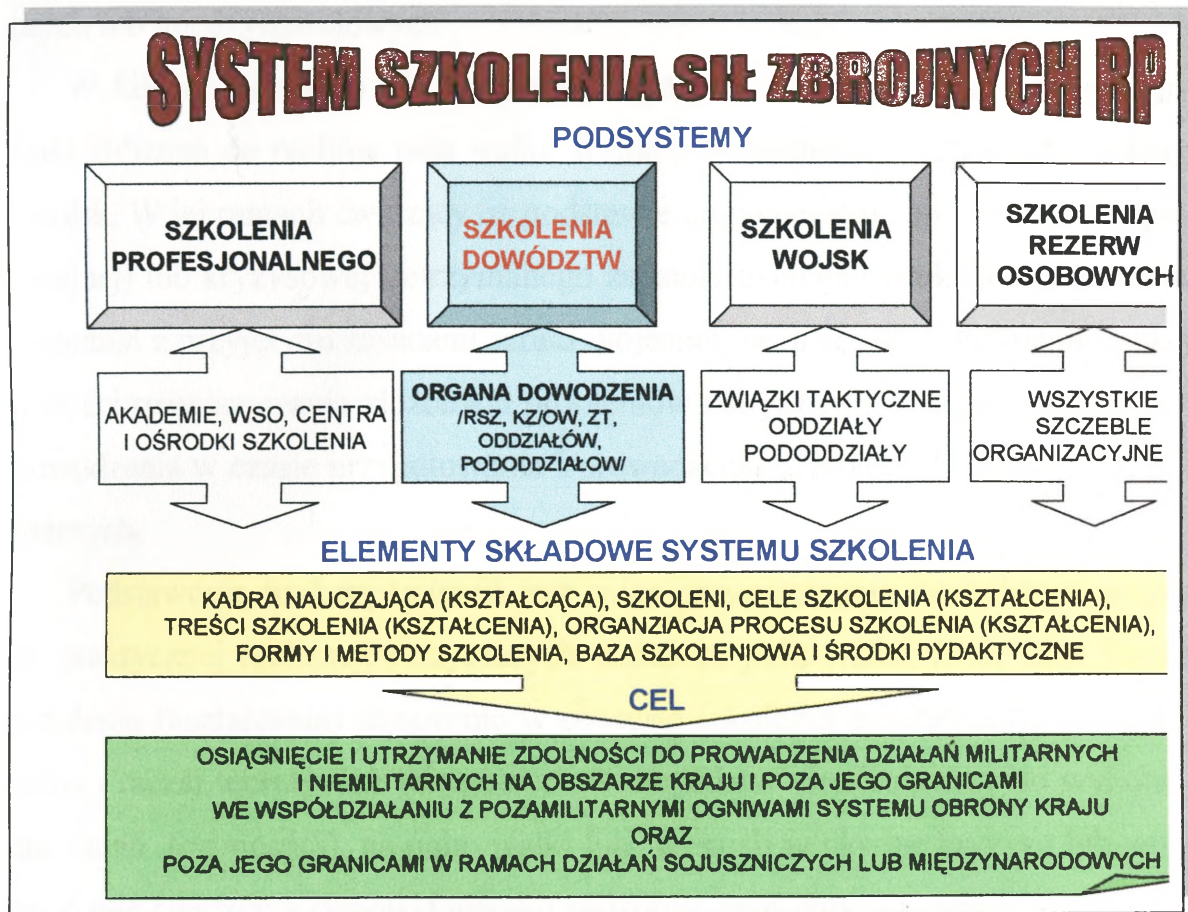 SYSTEM SZKOLENIA SIŁ ZBROJNYCH RP
PODSYSTEMY
SZKOLENIA
PROFESJONALNEGO
SZKOLENIA
DOWÓDZTW
SZKOLENIA
WOJSK
SZKOLENIA
REZERW
OSOBOWYCH
AKADEMIE, WSO, CENTRA
I OŚRODKI SZKOLENIA
ORGANA DOWODZENIA
/RSZ, KZ/OW, ZT,
ODDZIAŁÓW,
PODODDZIAŁOW/
ZWIĄZKI TAKTYCZNE
ODDZIAŁY
PODODDZIAŁY
WSZYSTKIE
SZCZEBLE
ORGANIZACYJNE
ELEMENTY SKŁADOWE SYSTEMU SZKOLENIA
KADRA NAUCZAJĄCA (KSZTAŁCĄCA), SZKOLENI, CELE SZKOLENIA (KSZTAŁCENIA),
TREŚCI SZKOLENIA (KSZTAŁCENIA), ORGANZIACJA PROCESU SZKOLENIA (KSZTAŁCENIA),
FORMY I METODY SZKOLENIA, BAZA SZKOLENIOWA I ŚRODKI DYDAKTYCZNE
CEL
OSIĄGNIĘCIE I UTRZYMANIE ZDOLNOŚCI DO PROWADZENIA DZIAŁAŃ MILITARNYCH
I NIEMILITARNYCH NA OBSZARZE KRAJU I POZA JEGO GRANICAMI
WE WSPÓŁDZIAŁANIU Z POZAMILITARNYMI OGNIWAMI SYSTEMU OBRONY KRAJU
ORAZ
POZA JEGO GRANICAMI W RAMACH DZIAŁAŃ SOJUSZNICZYCH LUB MIĘDZYNARODOWYCH